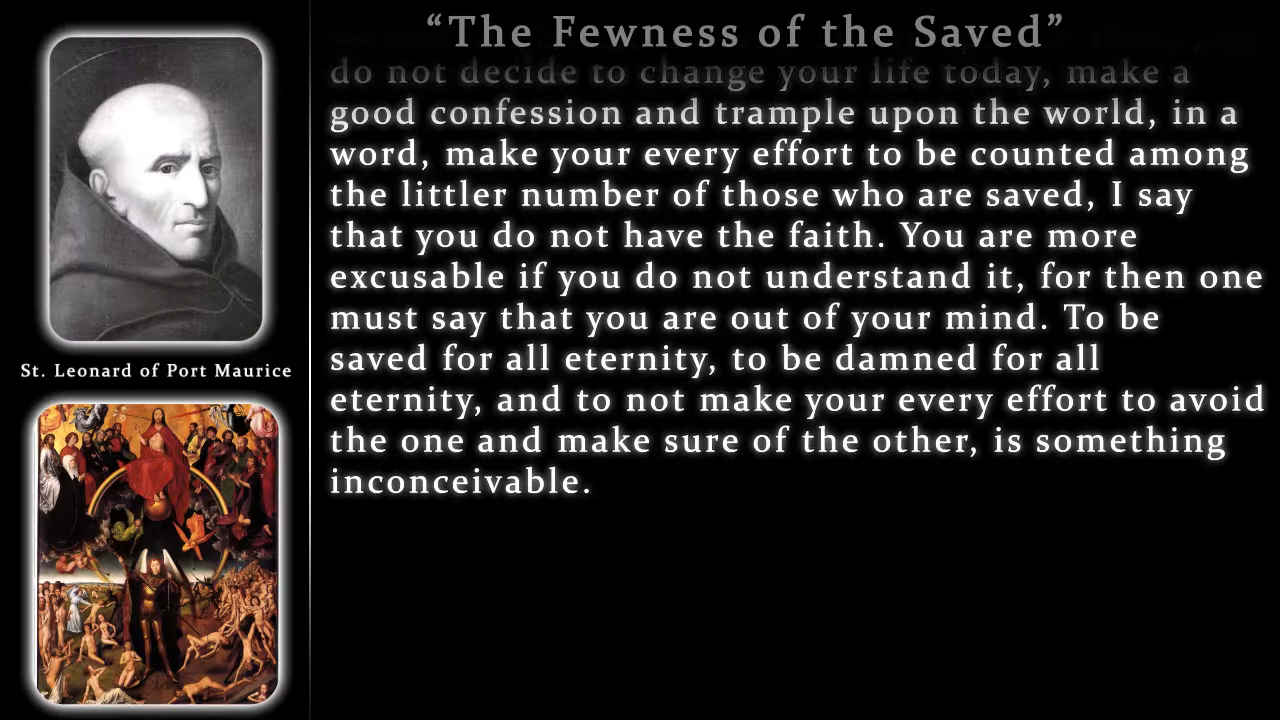 “The Fewness of the Saved”
do not decide to change your life today, make a
good confession and trample upon the world, in a
word, make your every effort to be counted among
the littler number of those who are saved, I say
that you do not have the faith. You are more
excusable if you do not understand it, for then one
must say that you are out of your mind. To be
saved for all eternity, to be damned for all
eternity, and to not make your every effort to avoid
the one and make sure of the other, is something
inconceivable.
St. Leonard of Port Maurice